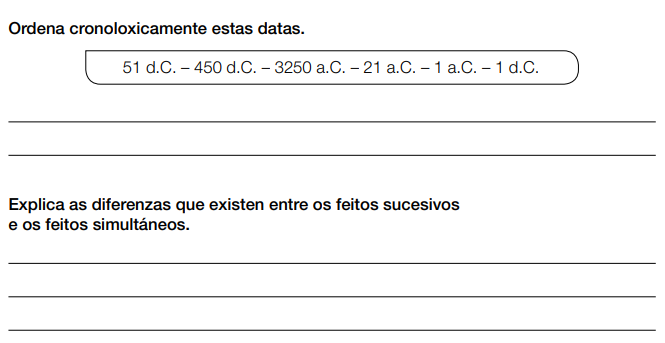 Ordena cronoloxicamente estas datas.
51 d.C. – 450 d.C. – 3250 a.C. – 21 a.C. – 1 a.C. – 1 d.C.
Explica as diferenzas que existen entre os feitos sucesivos
e os feitos simultáneos.